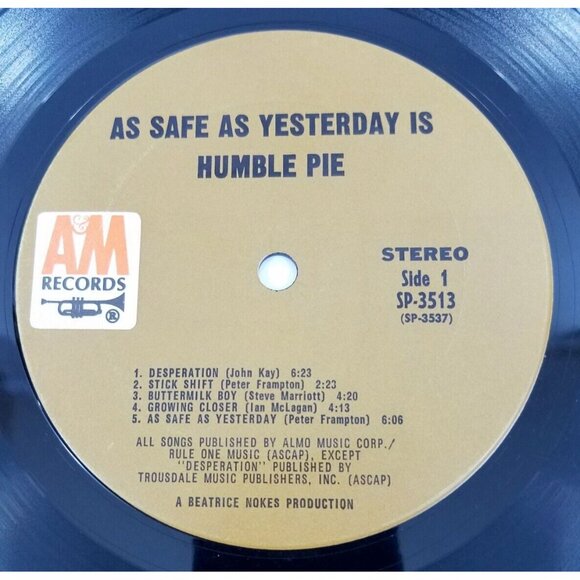 AS SAFE AS YESTERDAY IS
HUMBLE PIE
A&M
RECORDS
®
STEREO
Side 1
SP-3513
(SP-3537)
1. DESPERATION (John Kay) 6:23
2. STICK SHIFT (Peter Frampton) 2:23
3. BUTTERMILK BOY (Steve Marriott) 4:20
4. GROWING CLOSER (Ian McLagan) 4:13
5. AS SAFE AS YESTERDAY (Peter Frampton) 6:06
ALL SONGS PUBLISHED BY ALMO MUSIC CORP./
RULE ONE MUSIC (ASCAP), EXCEPT
"DESPERATION" PUBLISHED BY
TROUSDALE MUSIC PUBLISHERS, INC. (ASCAP)
A BEATRICE NOKES PRODUCTION